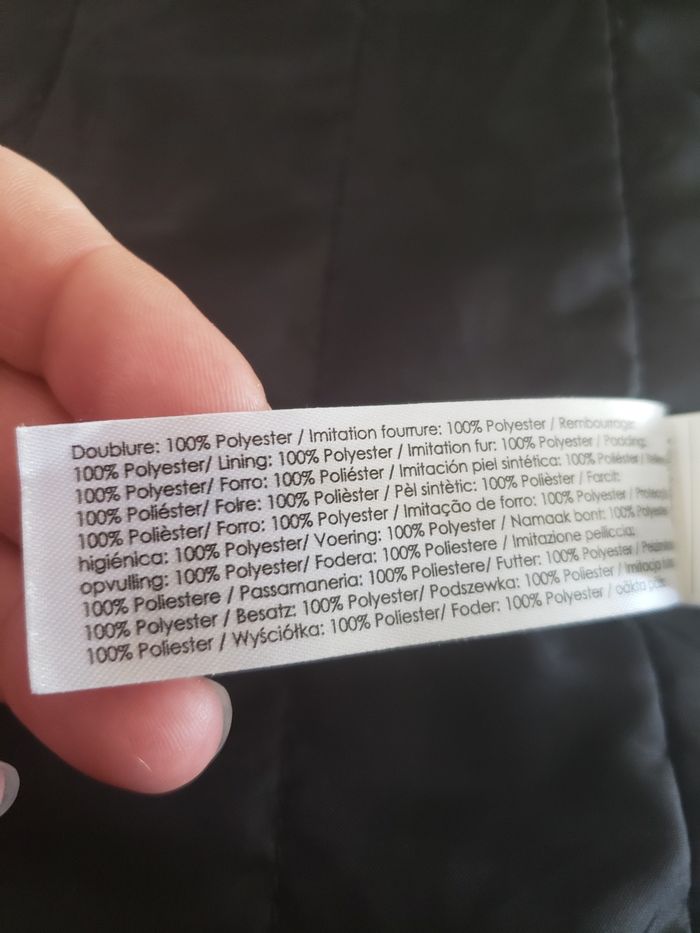 Doublure: 100% Polyester / Imitation fourrure: 100% Polyester / Rembourrage:
100% Polyester/ Lining: 100% Polyester / Imitation fur: 100% Polyester / Padding:
100% Polyester/ Forro: 100% Poliéster / Imitación piel sintética: 100% Poliéster /
100% Poliéster/ Folre: 100% Polièster / Pèl sintètic: 100% Polièster / Farcit:
100% Polièster/ Forro: 100% Polyester / Imitação de forro: 100% Polyester /
higiénica: 100% Polyester/ Voering: 100% Polyester / Namaak bont: 100% Polyester
opvulling: 100% Polyester/ Fodera: 100% Poliestere / Imitazione pelliccia:
100% Poliestere / Passamaneria: 100% Poliestere/ Futter: 100% Polyester /
100% Polyester / Besatz: 100% Polyester/ Podszewka: 100% Poliester / Imitacja
100% Poliester / Wyściółka: 100% Poliester/ Foder: 100% Polyester / oäkta